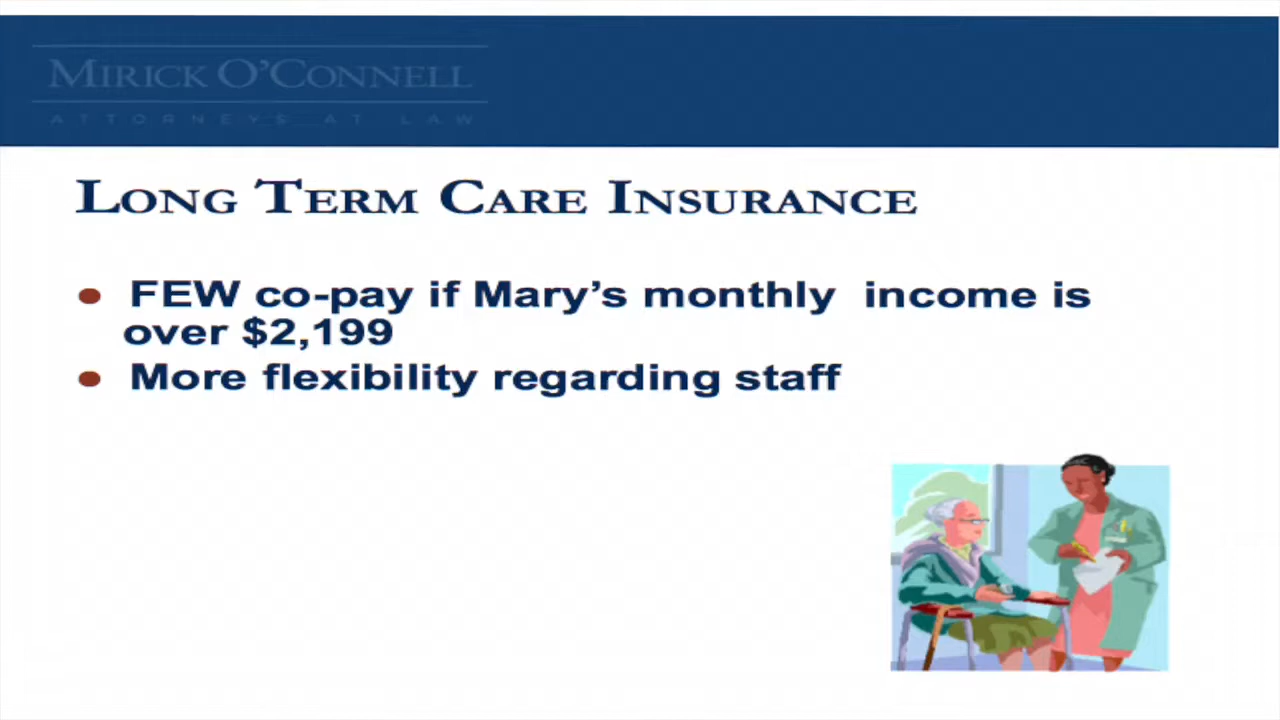 MIRICK O'CONNELL
ATTORNEYS AT LAW
LONG TERM CARE INSURANCE
• FEW co-pay if Mary’s monthly income is
over $2,199
• More flexibility regarding staff